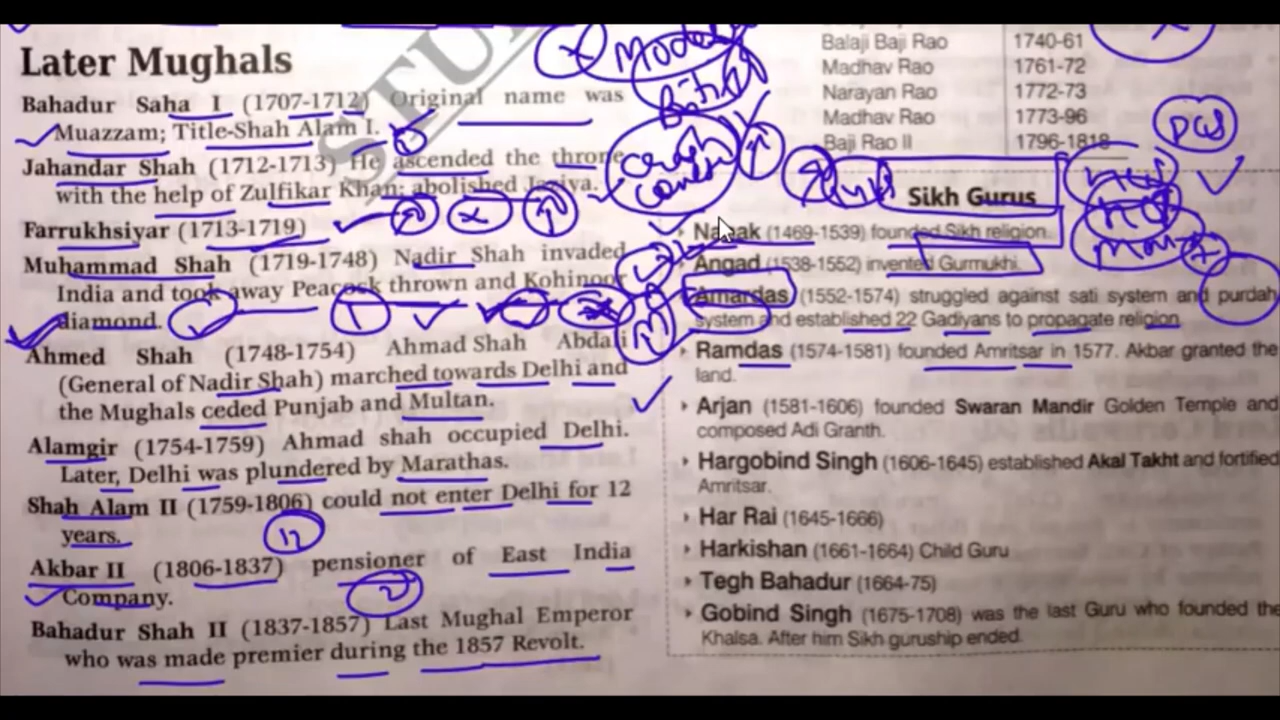 Later Mughals
Bahadur Saha I (1707-1712) Original name was
Muazzam; Title-Shah Alam I.
Jahandar Shah (1712-1713) He ascended the throne
with the help of Zulfikar Khan; abolished Jaziya.
Farrukhsiyar (1713-1719)
Muhammad Shah (1719-1748) Nadir Shah invaded
India and took away Peacock thrown and Kohinoor
diamond.
Ahmed Shah (1748-1754) Ahmad Shah Abdali
(General of Nadir Shah) marched towards Delhi and
the Mughals ceded Punjab and Multan.
Alamgir (1754-1759) Ahmad shah occupied Delhi.
Later, Delhi was plundered by Marathas.
Shah Alam II (1759-1806) could not enter Delhi for 12
years.
12
Akbar II (1806-1837) pensioner of East India
Company.
Bahadur Shah II (1837-1857) Last Mughal Emperor
who was made premier during the 1857 Revolt.
STU
Balaji Baji Rao 1740-61
Madhav Rao 1761-72
Narayan Rao 1772-73
Madhav Rao 1773-96
Baji Rao II 1796-1818
Sikh Gurus
Nanak (1469-1539) founded Sikh religion.
Angad (1538-1552) invented Gurmukhi.
Amardas (1552-1574) struggled against sati system and purdah
system and established 22 Gadiyans to propagate religion.
Ramdas (1574-1581) founded Amritsar in 1577. Akbar granted the
land.
Arjan (1581-1606) founded Swaran Mandir Golden Temple and
composed Adi Granth.
Hargobind Singh (1606-1645) established Akal Takht and fortified
Amritsar.
Har Rai (1645-1666)
Harkishan (1661-1664) Child Guru
Tegh Bahadur (1664-75)
Gobind Singh (1675-1708) was the last Guru who founded the
Khalsa. After him Sikh guruship ended.